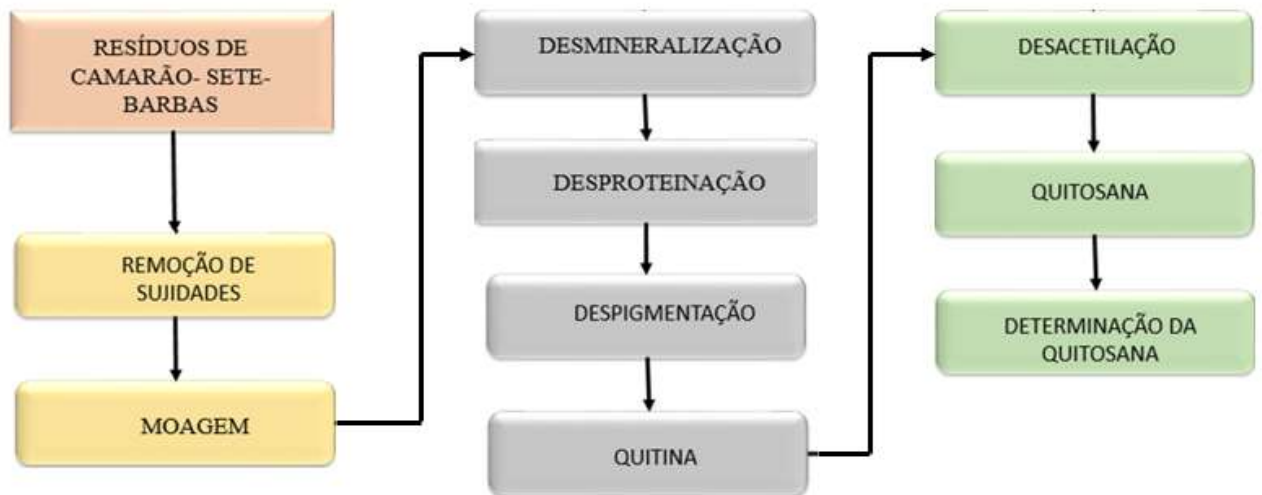 RESÍDUOS DE
CAMARÃO- SETE-
BARBAS
REMOÇÃO DE
SUJIDADES
MOAGEM
DESMINERALIZAÇÃO
DESPROTEINAÇÃO
DESPIGMENTAÇÃO
QUITINA
DESACETILAÇÃO
QUITOSANA
DETERMINAÇÃO DA
QUITOSANA